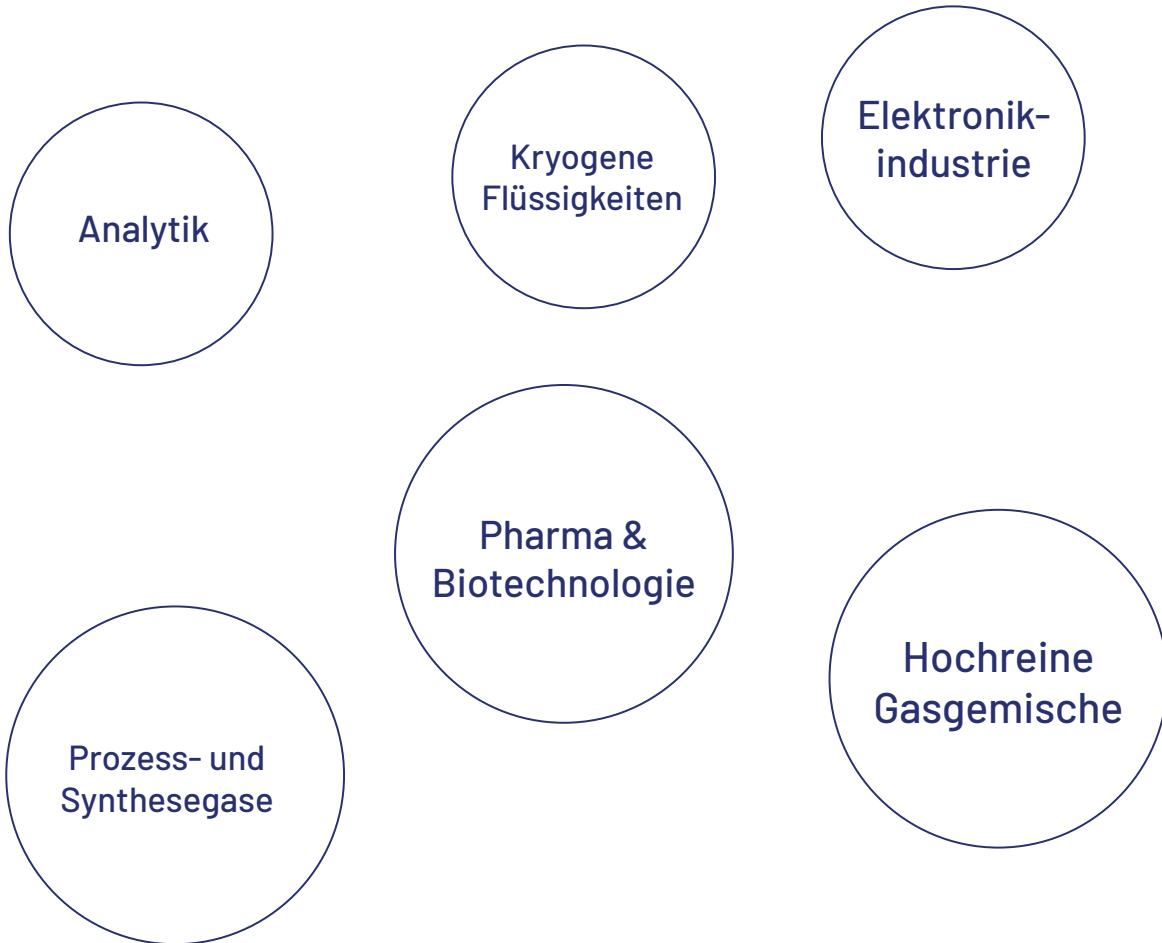 Analytik
Kryogene
Flüssigkeiten
Elektronik-
industrie
Pharma &
Biotechnologie
Prozess- und
Synthesegase
Hochreine
Gasgemische